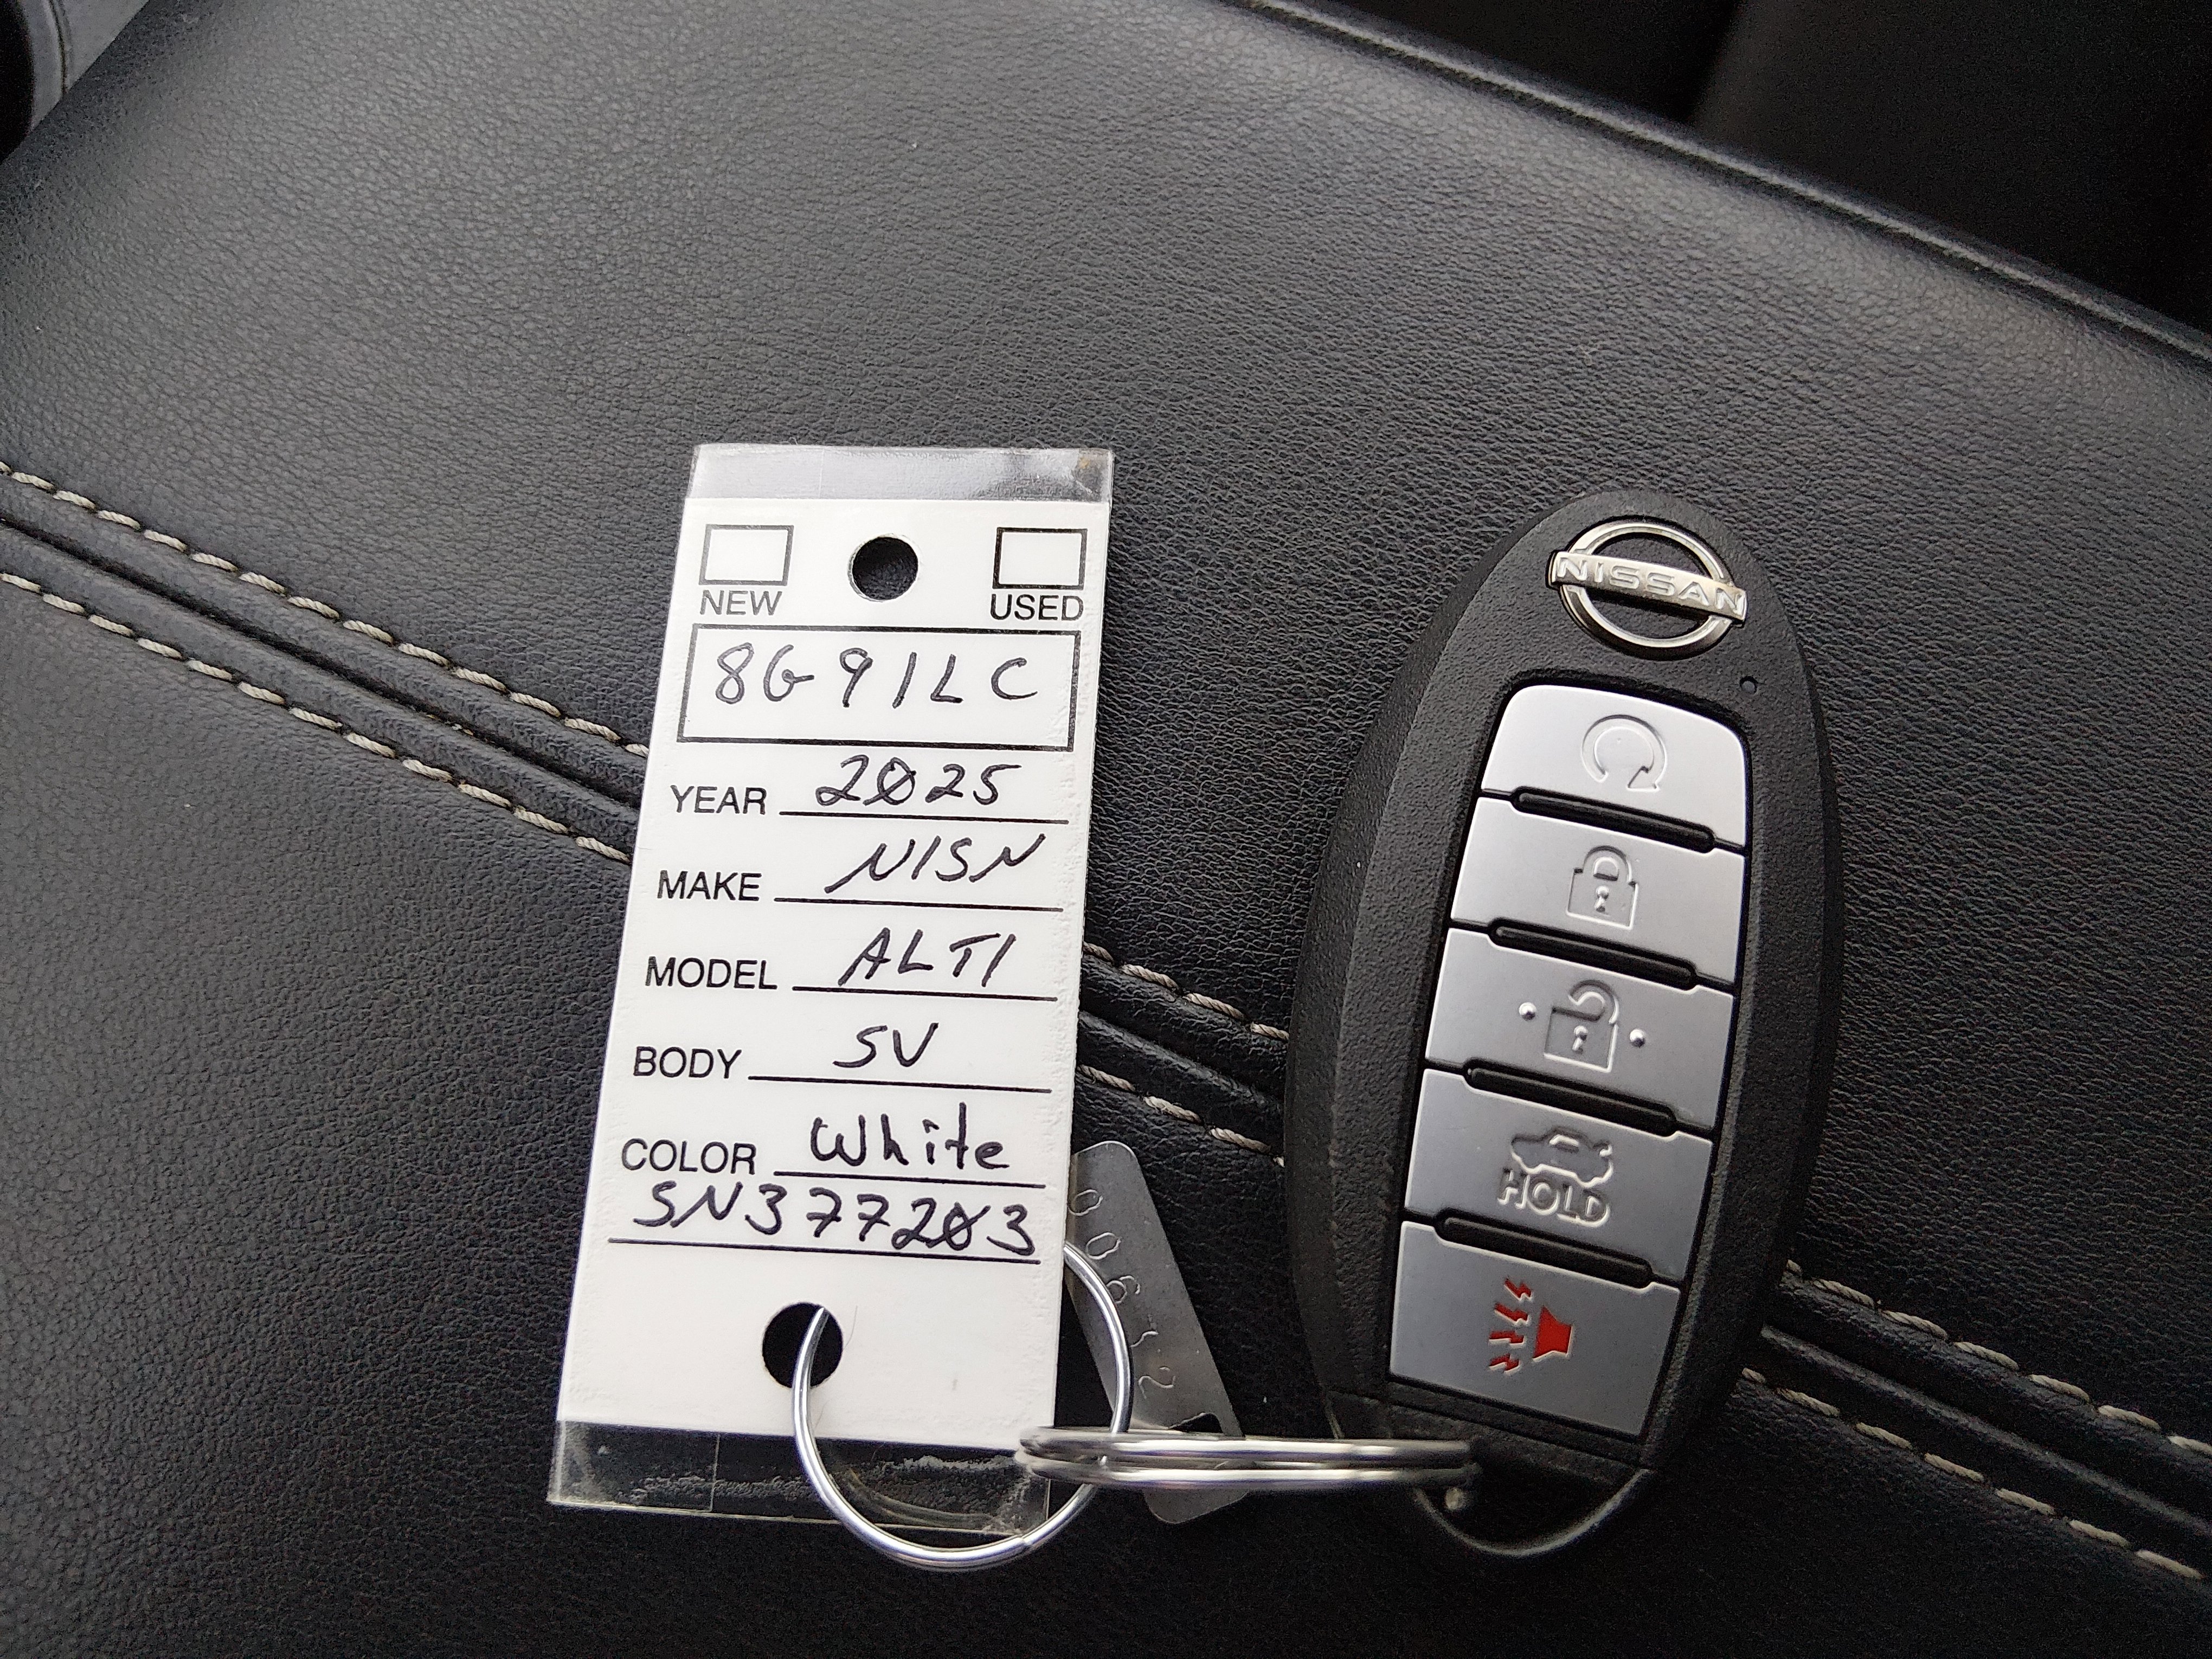 NEW USED
8G91LC
YEAR 2025
MAKE NISN
MODEL ALTI
BODY SV
COLOR White
SN377203
NISSAN
HOLD